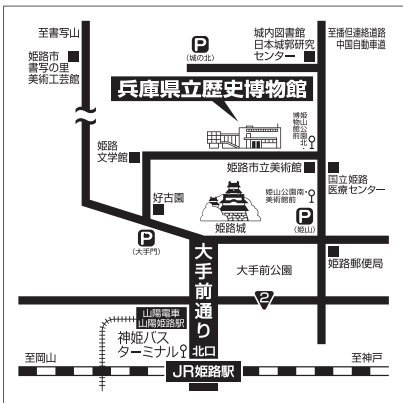 至書写山
姫路市
書写の里
美術工芸館
P
(城の北)
城内図書館
日本城郭研究
センター
至播但連絡道路
中国自動車道
兵庫県立歴史博物館
姫山公園北・
博物館前
姫路
文学館
姫路市立美術館
国立姫路
医療センター
好古園
姫路城
姫山公園南・
美術館前
P
(姫山)
P
(大手門)
大手前通り
大手前公園
姫路郵便局
2
山陽電車
山陽姫路駅
神姫バス
ターミナル
北口
至岡山
JR姫路駅
至神戸